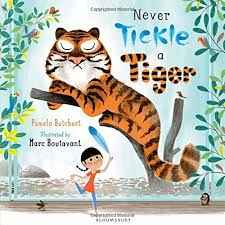 Never
Tickle
a
Tiger
Pamela Butchart
Illustrated by
Marc Boutavant
BLOOMSBURY